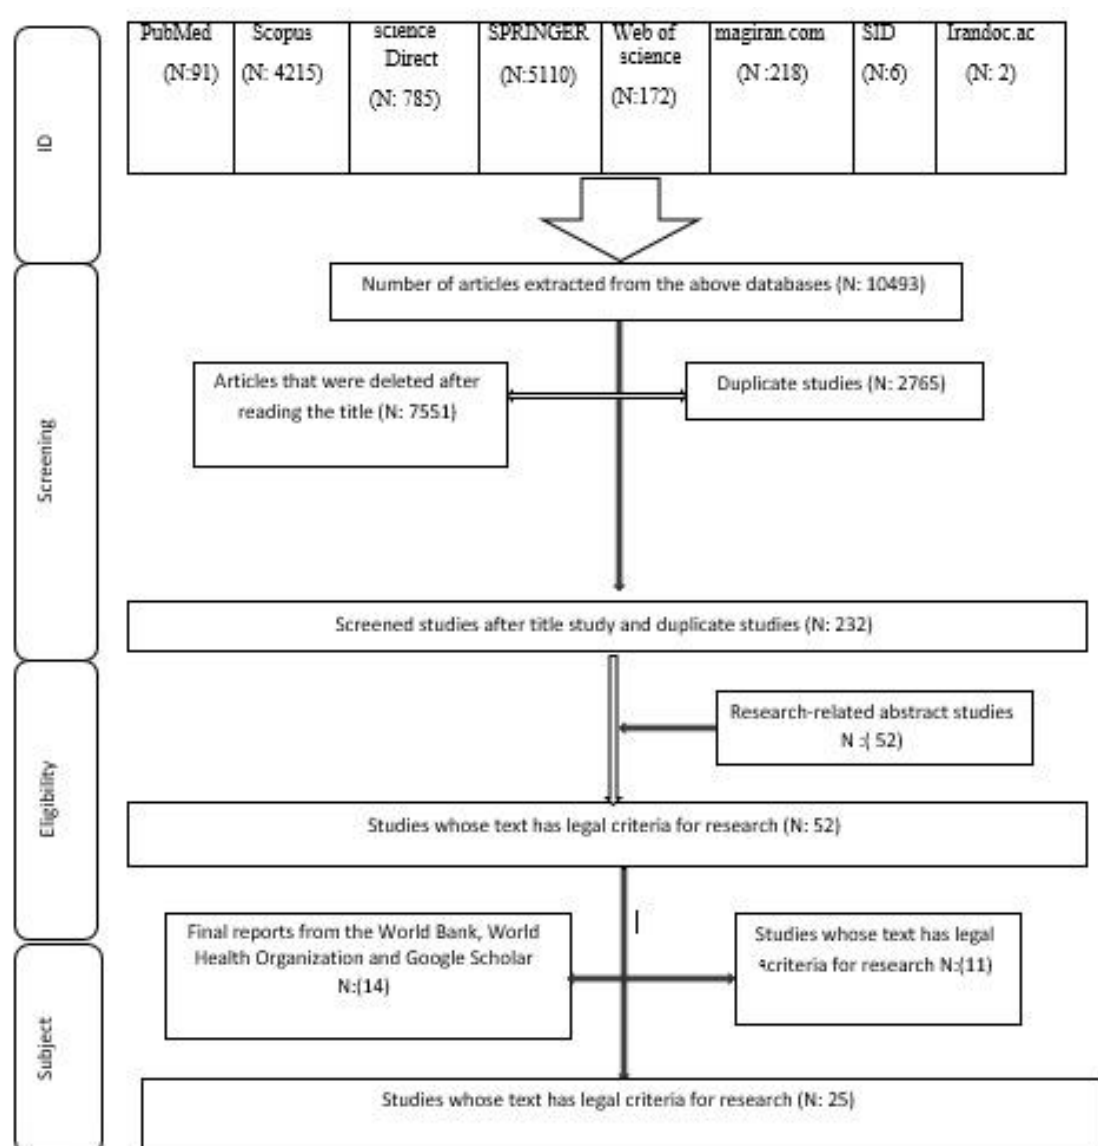 PubMed
(N:91)
Scopus
(N: 4215)
science
Direct
(N: 785)
SPRINGER
(N:5110)
Web of
science
(N:172)
magiran.com
(N :218)
SID
(N:6)
Irandoc.ac
(N: 2)
ID
Number of articles extracted from the above databases (N: 10493)
Screening
Articles that were deleted after
reading the title (N: 7551)
Duplicate studies (N: 2765)
Screened studies after title study and duplicate studies (N: 232)
Eligibility
Research-related abstract studies
N :( 52)
Studies whose text has legal criteria for research (N: 52)
Final reports from the World Bank, World
Health Organization and Google Scholar
N:(14)
Studies whose text has legal
٩criteria for research N:(11)
Subject
Studies whose text has legal criteria for research (N: 25)